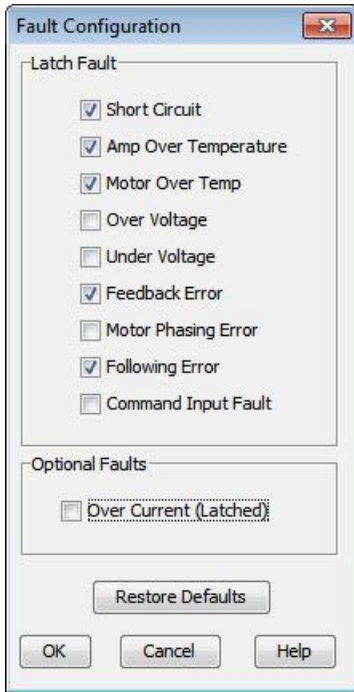 Fault Configuration
Latch Fault
Short Circuit
Amp Over Temperature
Motor Over Temp
Over Voltage
Under Voltage
Feedback Error
Motor Phasing Error
Following Error
Command Input Fault
Optional Faults
Over Current (Latched)
Restore Defaults
OK Cancel Help